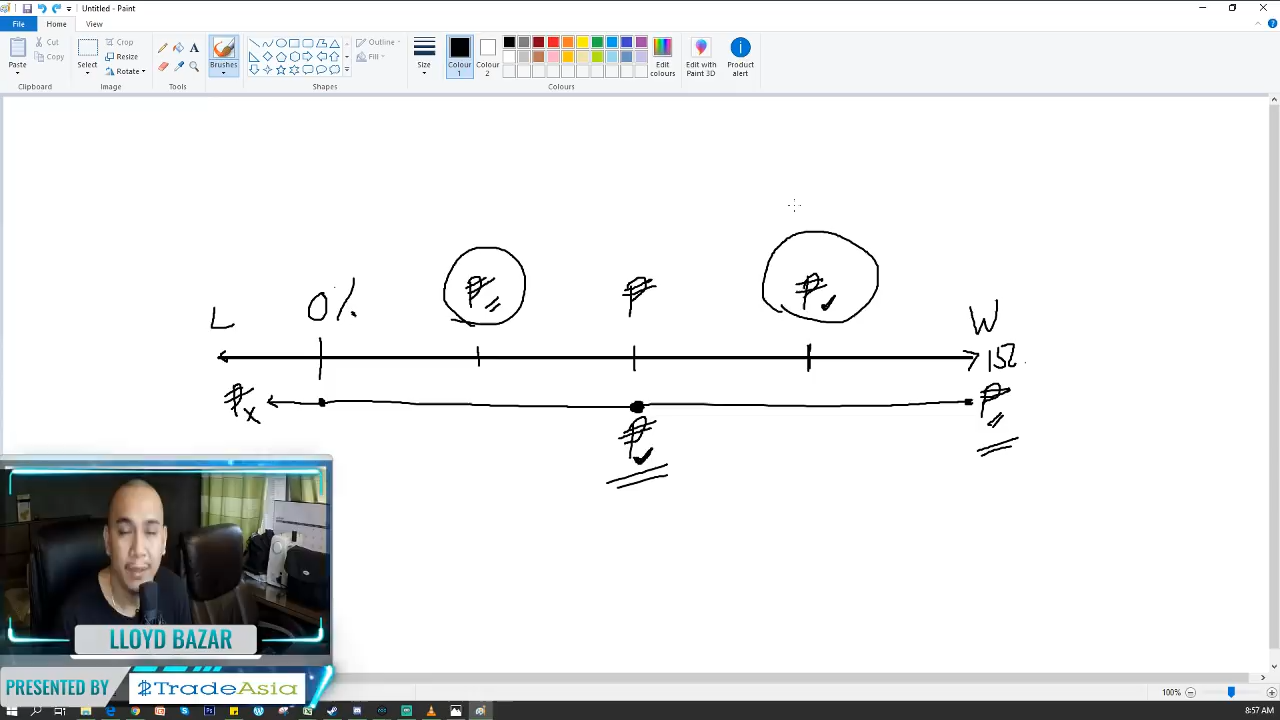 Untitled - Paint
File Home View
Paste
Cut
Copy
Clipboard
Select
Crop
Resize
Rotate
Image
Tools
Brushes
Shapes
Outline
Fill
Size
Colour 1
Colour 2
Colours
Edit colours
Edit with Paint 3D
Product alert
₱ ₱ ₱
L 0% W
₱x ₱
₱
LLOYD BAZAR
PRESENTED BY $TradeAsia
100%
8:57 AM